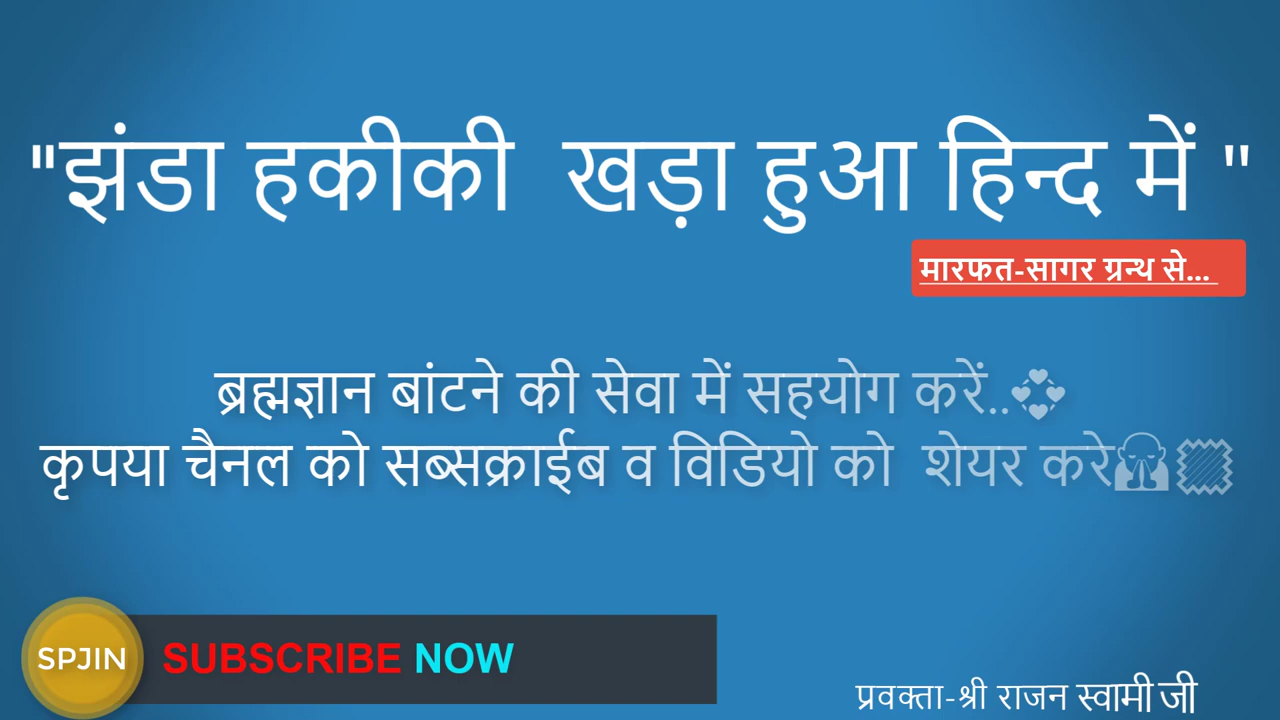 "झंडा हकीकी खड़ा हुआ हिन्द में "
मारफत-सागर ग्रन्थ से...
ब्रह्मज्ञान बांटने की सेवा में सहयोग करें..
कृपया चैनल को सब्सक्राईब व विडियो को शेयर करे
SPJIN SUBSCRIBE NOW
प्रवक्ता-श्री राजन स्वामी जी